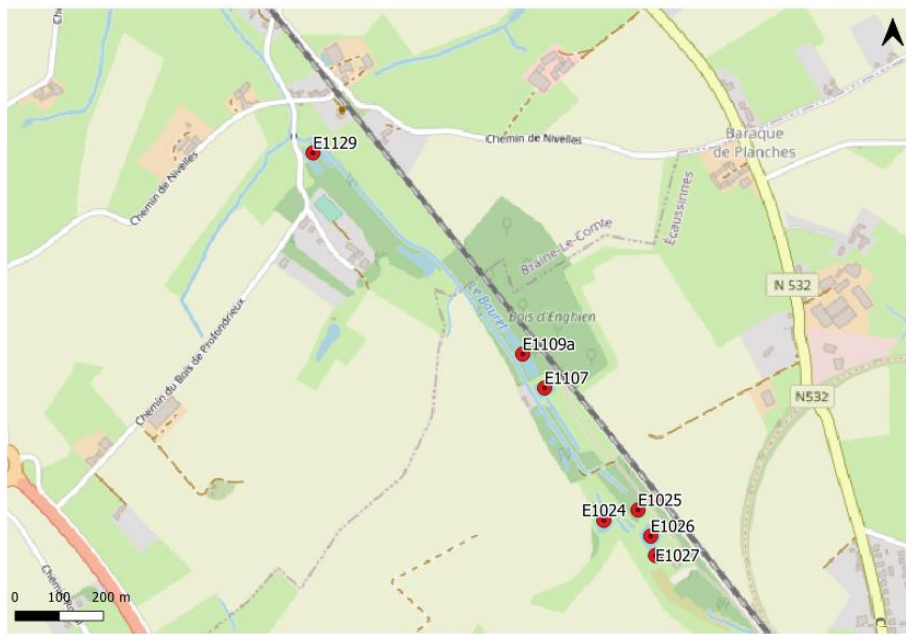 E1129
Chemin de Nivelles
Chemin de Nivelles
Baraque
de Planches
Écaussinnes
Braine-Le-Comte
N 532
Le Bouret
Bois d'Enghien
E1109a
E1107
N532
Chemin du Bois de Profondrieux
E1025
E1024
E1026
E1027
0 100 200 m